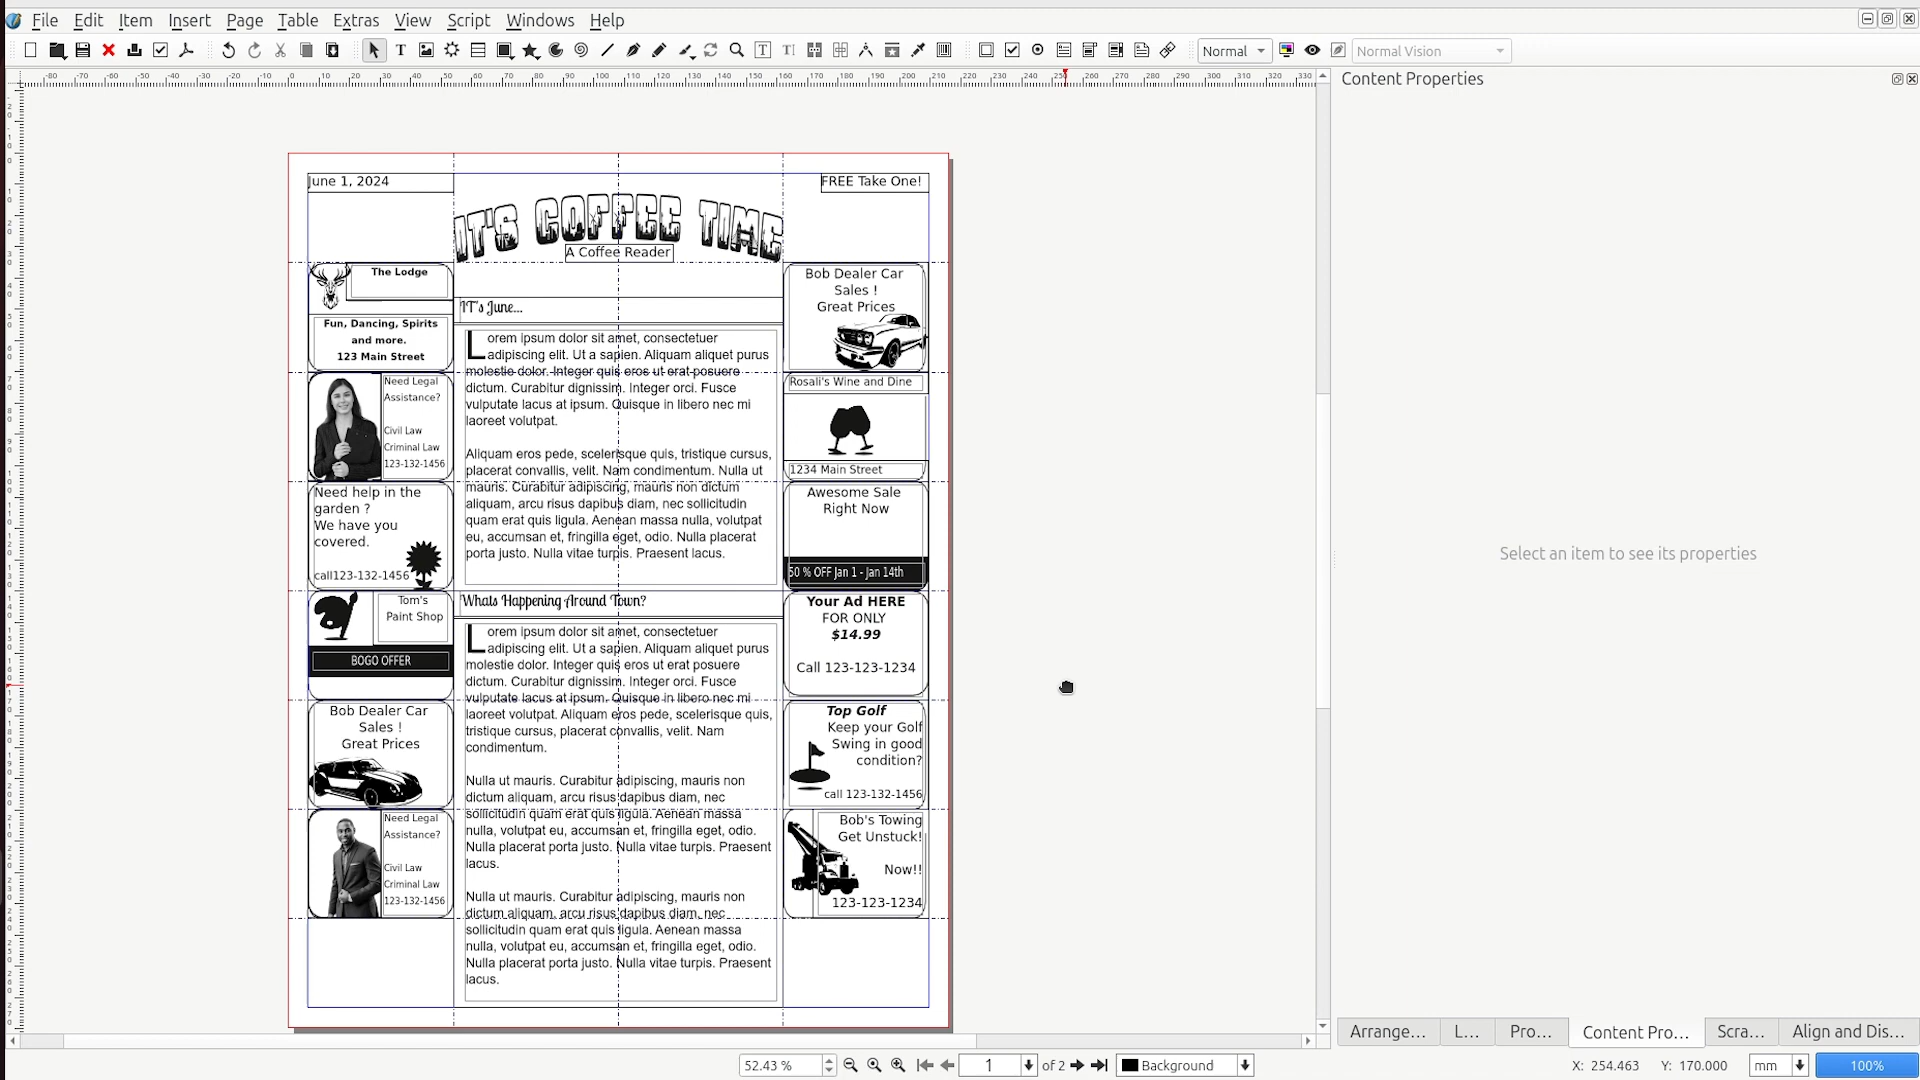 File Edit Item Insert Page Table Extras View Script Windows Help
Normal
Normal Vision
Content Properties
Select an item to see its properties
June 1, 2024
FREE Take One!
IT'S COFFEE TIME
A Coffee Reader
The Lodge
Fun, Dancing, Spirits
and more.
123 Main Street
Need Legal
Assistance?
Civil Law
Criminal Law
123-132-1456
Need help in the
garden ?
We have you
covered.
call123-132-1456
Tom's
Paint Shop
BOGO OFFER
Bob Dealer Car
Sales !
Great Prices
Need Legal
Assistance?
Civil Law
Criminal Law
123-132-1456
IT's June...
Lorem ipsum dolor sit amet, consectetuer
adipiscing elit. Ut a sapien. Aliquam aliquet purus
molestie dolor. Integer quis eros ut erat posuere
dictum. Curabitur dignissim. Integer orci. Fusce
vulputate lacus at ipsum. Quisque in libero nec mi
laoreet volutpat.
Aliquam eros pede, scelerisque quis, tristique cursus,
placerat convallis, velit. Nam condimentum. Nulla ut
mauris. Curabitur adipiscing, mauris non dictum
aliquam, arcu risus dapibus diam, nec sollicitudin
quam erat quis ligula. Aenean massa nulla, volutpat
eu, accumsan et, fringilla eget, odio. Nulla placerat
porta justo. Nulla vitae turpis. Praesent lacus.
Whats Happening Around Town?
Lorem ipsum dolor sit amet, consectetuer
adipiscing elit. Ut a sapien. Aliquam aliquet purus
molestie dolor. Integer quis eros ut erat posuere
dictum. Curabitur dignissim. Integer orci. Fusce
vulputate lacus at ipsum. Quisque in libero nec mi
laoreet volutpat. Aliquam eros pede, scelerisque quis,
tristique cursus, placerat convallis, velit. Nam
condimentum.
Nulla ut mauris. Curabitur adipiscing, mauris non
dictum aliquam, arcu risus dapibus diam, nec
sollicitudin quam erat quis ligula. Aenean massa
nulla, volutpat eu, accumsan et, fringilla eget, odio.
Nulla placerat porta justo. Nulla vitae turpis. Praesent
lacus.
Nulla ut mauris. Curabitur adipiscing, mauris non
dictum aliquam, arcu risus dapibus diam, nec
sollicitudin quam erat quis ligula. Aenean massa
nulla, volutpat eu, accumsan et, fringilla eget, odio.
Nulla placerat porta justo. Nulla vitae turpis. Praesent
lacus.
Bob Dealer Car
Sales !
Great Prices
Rosali's Wine and Dine
1234 Main Street
Awesome Sale
Right Now
50 % OFF Jan 1 - Jan 14th
Your Ad HERE
FOR ONLY
$14.99
Call 123-123-1234
Top Golf
Keep your Golf
Swing in good
condition?
call 123-132-1456
Bob's Towing
Get Unstuck!
Now!!
123-123-1234
Arrange... L... Pro... Content Pro... Scra... Align and Dis...
52.43 % 1 of 2 Background X: 254.463 Y: 170.000 mm 100%